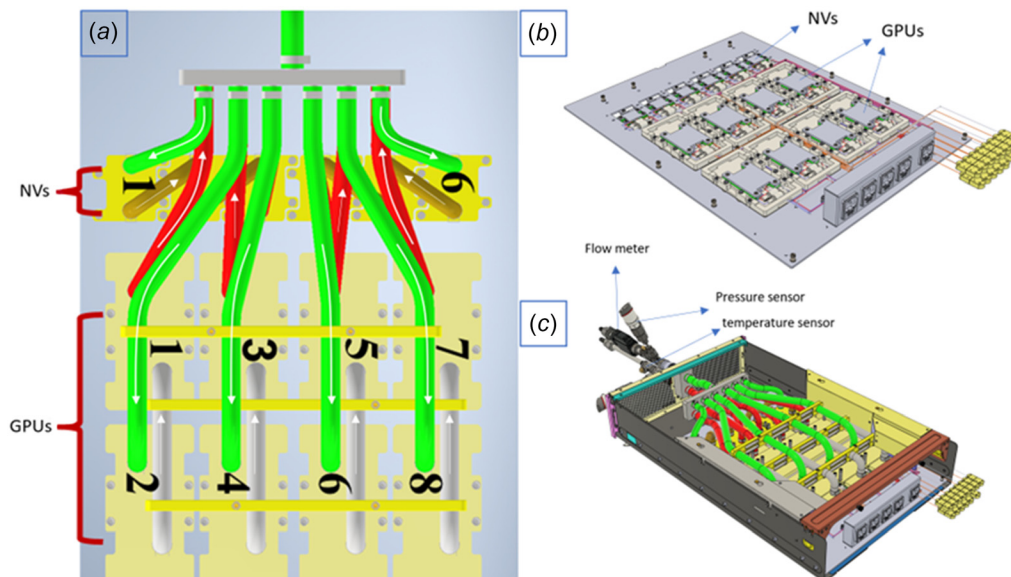 (a)
NVs
1
6
1
3
5
7
GPUs
2
4
6
8
(b)
NVs
GPUs
(c)
Flow meter
Pressure sensor
temperature sensor